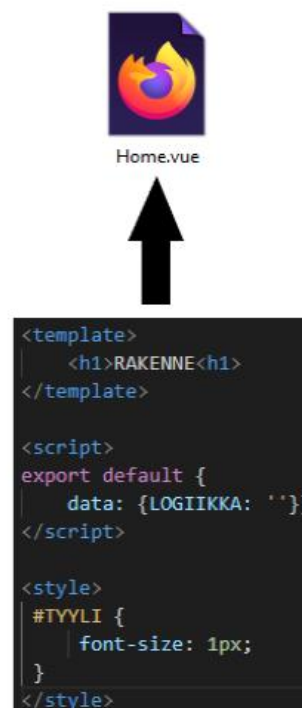 Home.vue
<template>
<h1>RAKENNE<h1>
</template>
<script>
export default {
data: {LOGIIKKA: ''}
</script>
<style>
#TYYLI {
font-size: 1px;
}
</style>